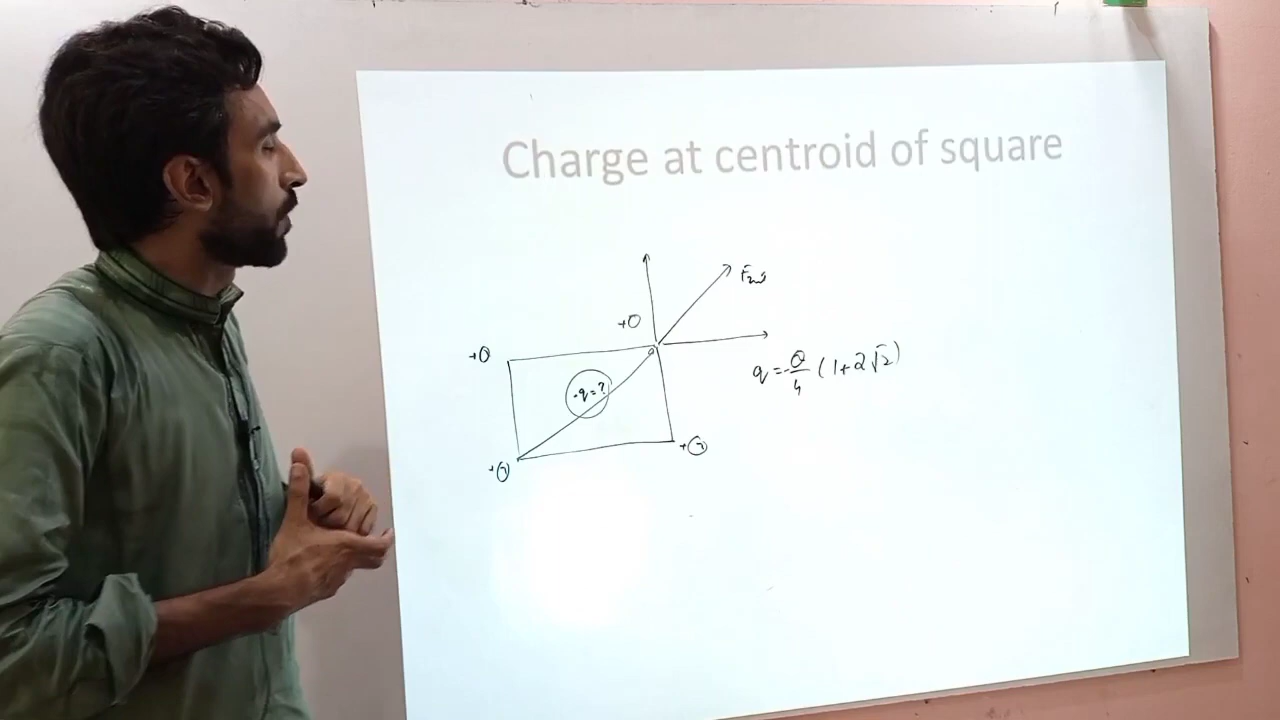 Charge at centroid of square
+Q
+Q
-q=?
q=-Q/4 (1+2√2)
+Q
+Q